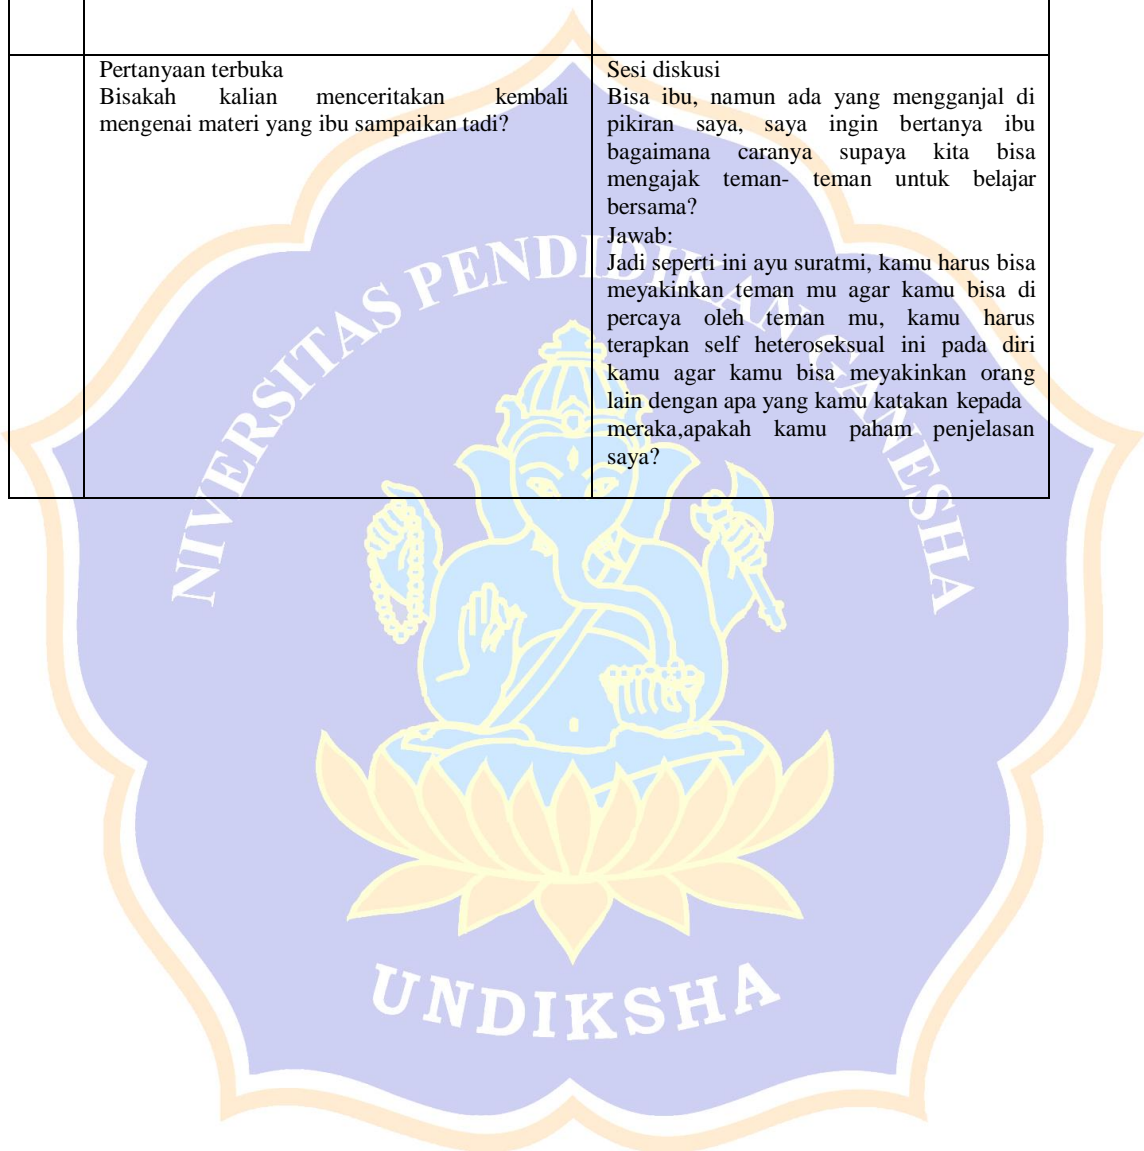 Pertanyaan terbuka
Bisakah kalian menceritakan kembali
mengenai materi yang ibu sampaikan tadi?
Sesi diskusi
Bisa ibu, namun ada yang mengganjal di
pikiran saya, saya ingin bertanya ibu
bagaimana caranya supaya kita bisa
mengajak teman- teman untuk belajar
bersama?
Jawab:
Jadi seperti ini ayu suratmi, kamu harus bisa
meyakinkan teman mu agar kamu bisa di
percaya oleh teman mu, kamu harus
terapkan self heteroseksual ini pada diri
kamu agar kamu bisa meyakinkan orang
lain dengan apa yang kamu katakan kepada
meraka,apakah kamu paham penjelasan
saya?
NIVERSITAS PENDIDIKAN GANESHA
UNDIKSHA